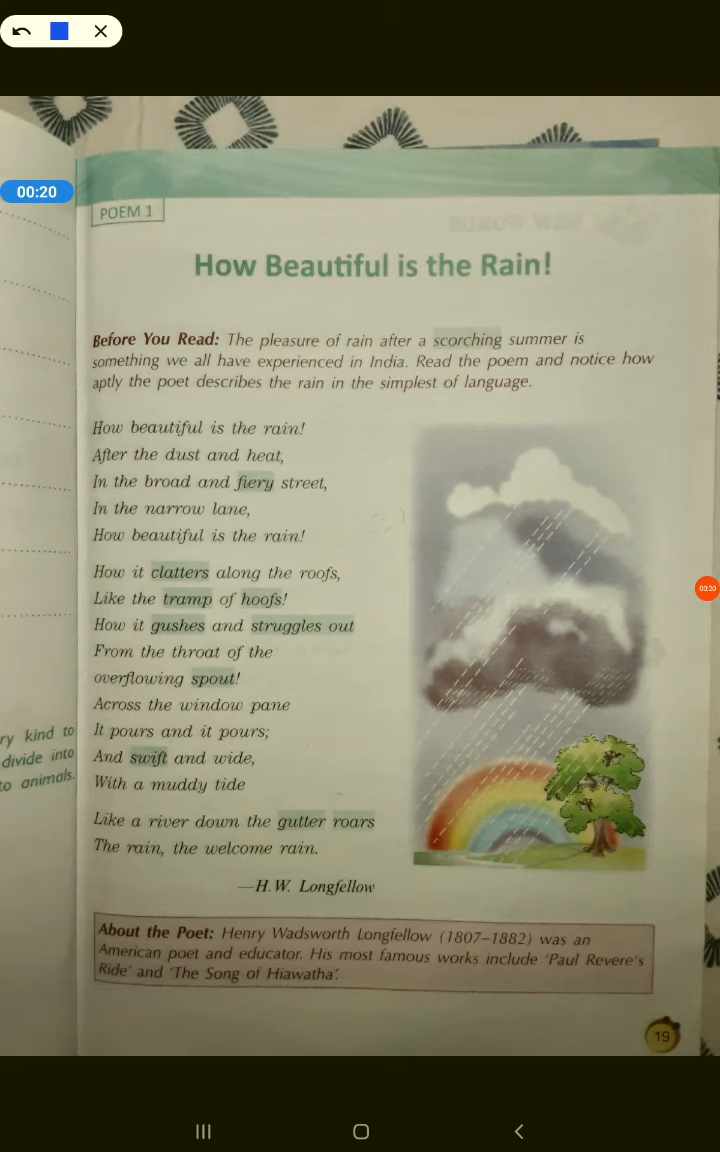 00:20
POEM 1
How Beautiful is the Rain!
Before You Read: The pleasure of rain after a scorching summer is
something we all have experienced in India. Read the poem and notice how
aptly the poet describes the rain in the simplest of language.
How beautiful is the rain!
After the dust and heat,
In the broad and fiery street,
In the narrow lane,
How beautiful is the rain!
How it clatters along the roofs,
Like the tramp of hoofs!
How it gushes and struggles out
From the throat of the
overflowing spout!
Across the window pane
It pours and it pours;
And swift and wide,
With a muddy tide
Like a river down the gutter roars
The rain, the welcome rain.
—H.W. Longfellow
About the Poet: Henry Wadsworth Longfellow (1807–1882) was an
American poet and educator. His most famous works include 'Paul Revere's
Ride' and 'The Song of Hiawatha'.
19
ry kind to
divide into
to animals.
00:20